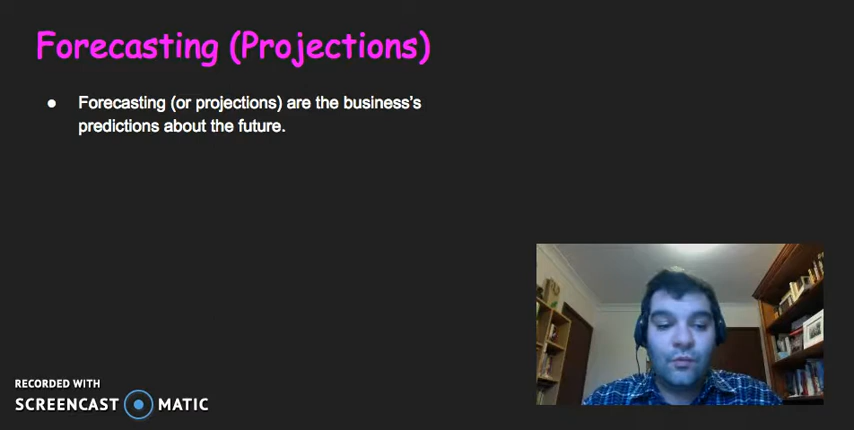 Forecasting (Projections)
● Forecasting (or projections) are the business's
predictions about the future.
RECORDED WITH
SCREENCAST MATIC